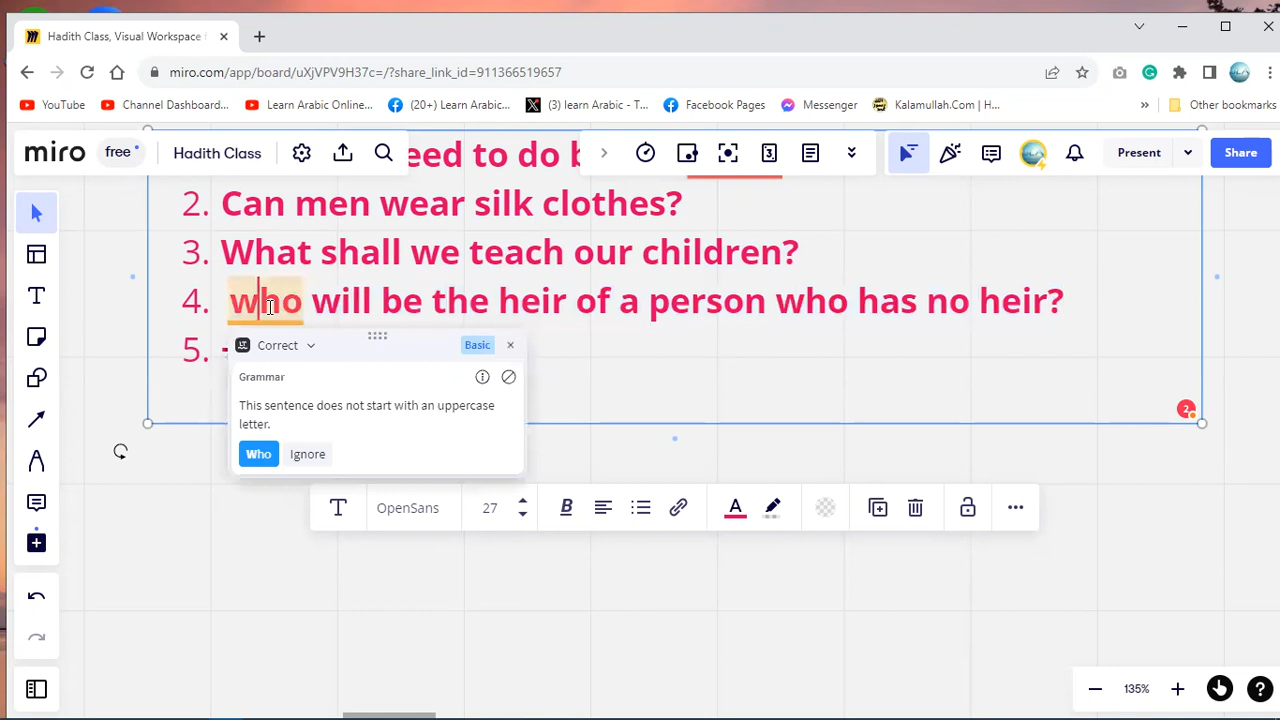 Hadith Class, Visual Workspace f
miro.com/app/board/uXjVPV9H37c=/?share_link_id=911366519657
YouTube
Channel Dashboard...
Learn Arabic Online...
(20+) Learn Arabic...
(3) learn Arabic - T...
Facebook Pages
Messenger
Kalamullah.Com | H...
Other bookmarks
miro
free
Hadith Class
3
Present
Share
eed to do b
2. Can men wear silk clothes?
3. What shall we teach our children?
4. who will be the heir of a person who has no heir?
5.
Correct
Basic
Grammar
This sentence does not start with an uppercase
letter.
Who
Ignore
2
OpenSans
27
135%